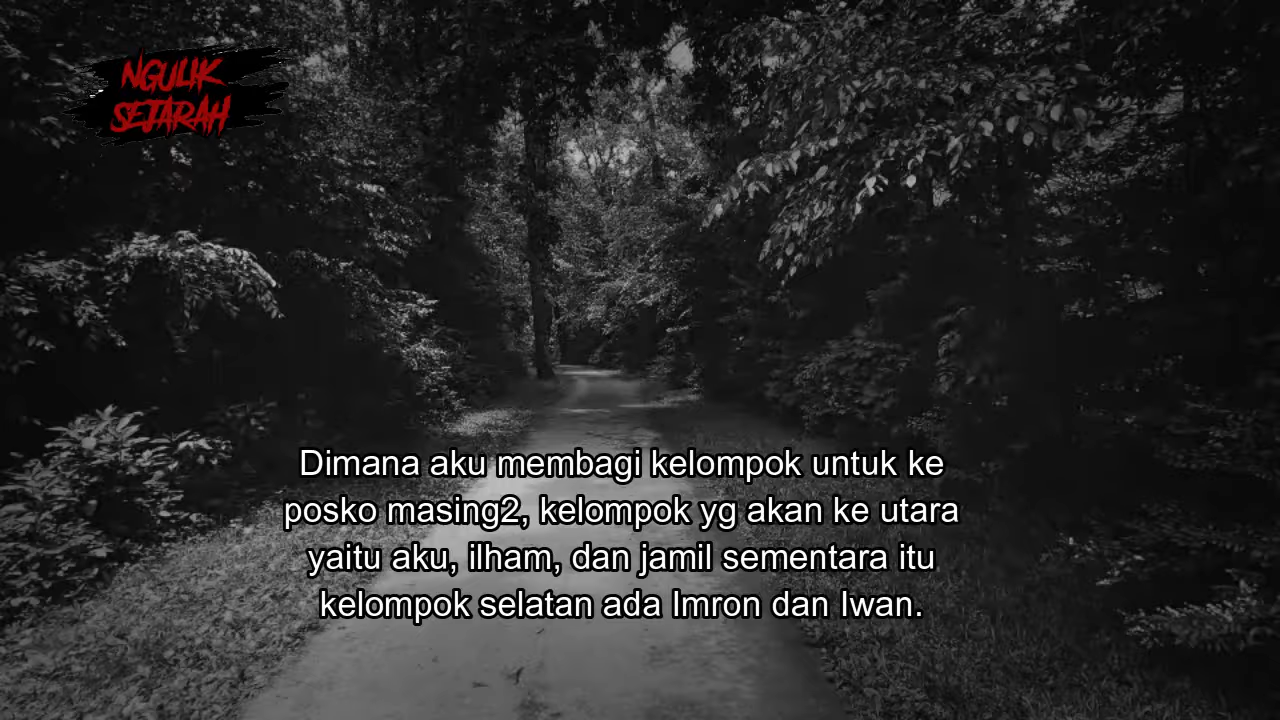 NGULIK
SEJARAH
Dimana aku membagi kelompok untuk ke
posko masing2, kelompok yg akan ke utara
yaitu aku, ilham, dan jamil sementara itu
kelompok selatan ada Imron dan Iwan.